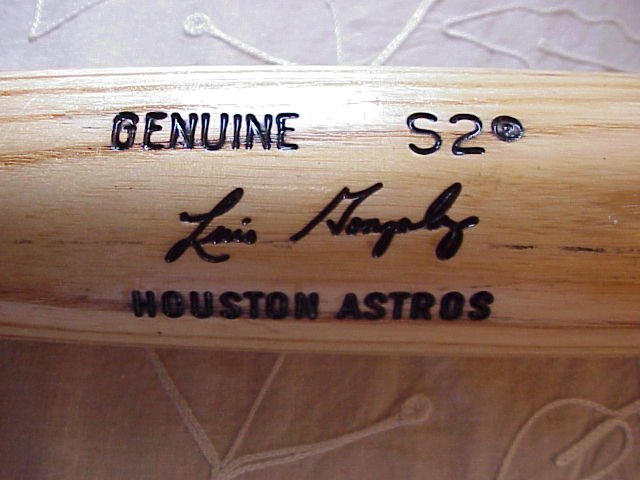 GENUINE S2®
Luis Gonzalez
HOUSTON ASTROS